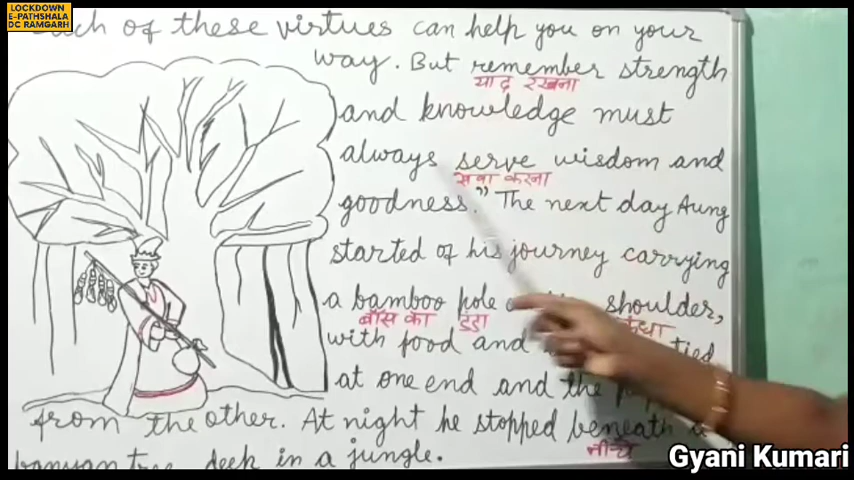 LOCKDOWN
E-PATHSHALA
DC RAMGARH
of these virtues can help you on your
way. But remember strength
याद रखना
and knowledge must
always serve wisdom and
सेवा करना
goodness." The next day Aung
started of his journey carrying
a bamboo pole shoulder,
बाँस का डंडा
with food and tied
at one end and the
from the other. At night he stopped beneath a
नीचे
banyan tree deep in a jungle.
Gyani Kumari